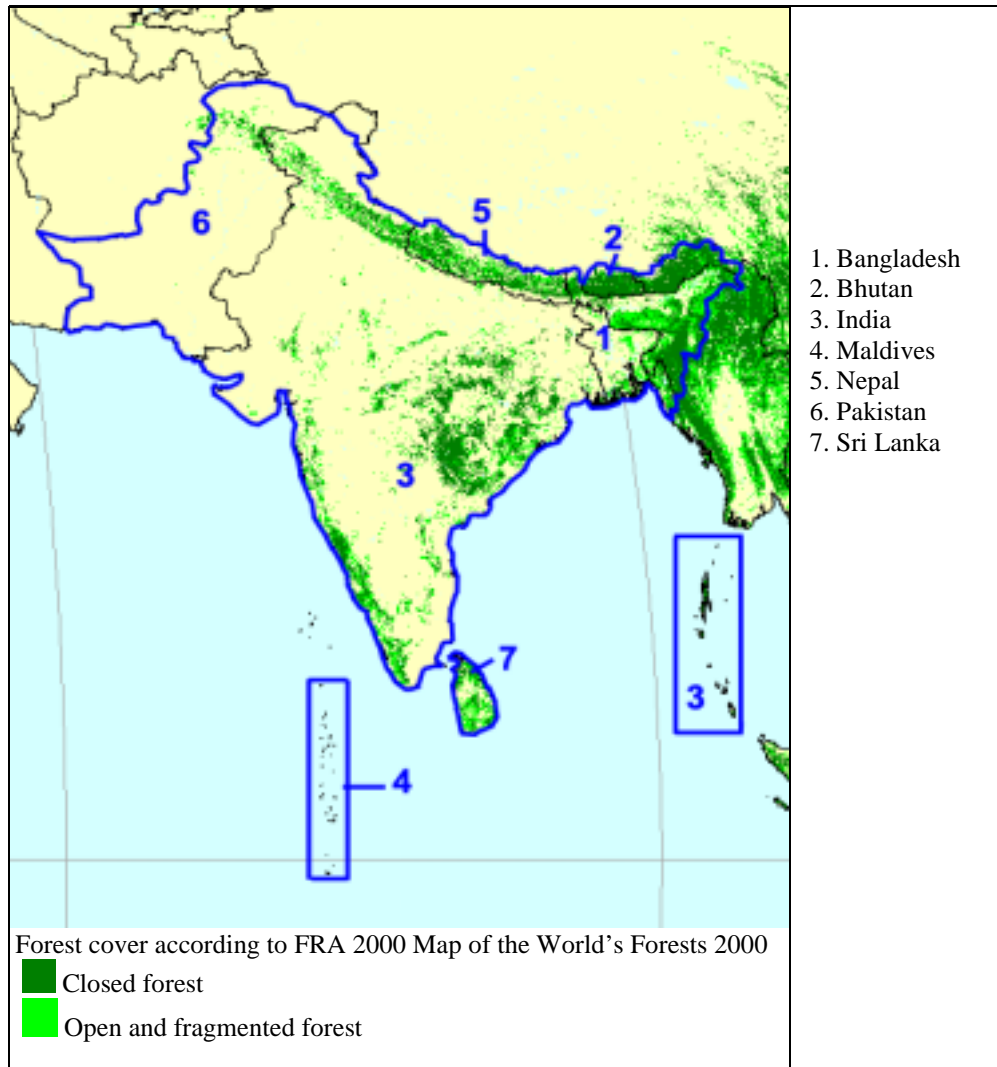 6
5
2
1
3
7
3
4
1. Bangladesh
2. Bhutan
3. India
4. Maldives
5. Nepal
6. Pakistan
7. Sri Lanka
Forest cover according to FRA 2000 Map of the World's Forests 2000
Closed forest
Open and fragmented forest